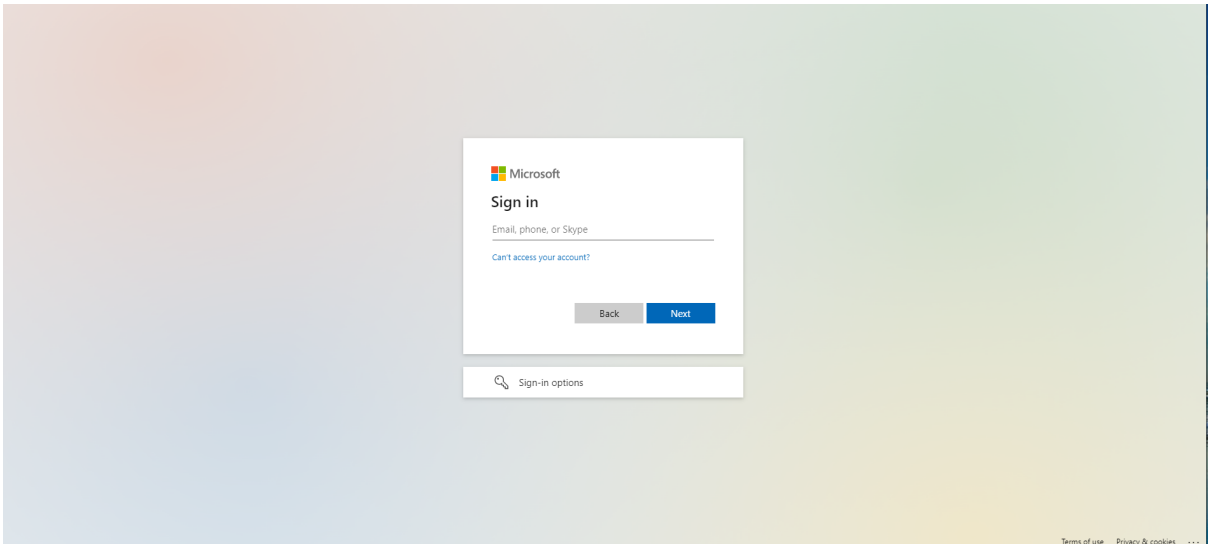 Microsoft
Sign in
Email, phone, or Skype
Can't access your account?
Back Next
Sign-in options
Terms of use Privacy & cookies ...